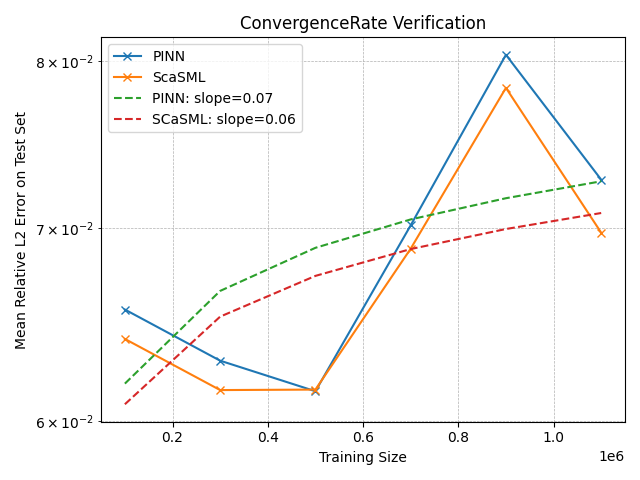 ConvergenceRate Verification
PINN
ScaSML
PINN: slope=0.07
SCaSML: slope=0.06
Mean Relative L2 Error on Test Set
8 × 10⁻²
7 × 10⁻²
6 × 10⁻²
0.2 0.4 0.6 0.8 1.0
1e6
Training Size